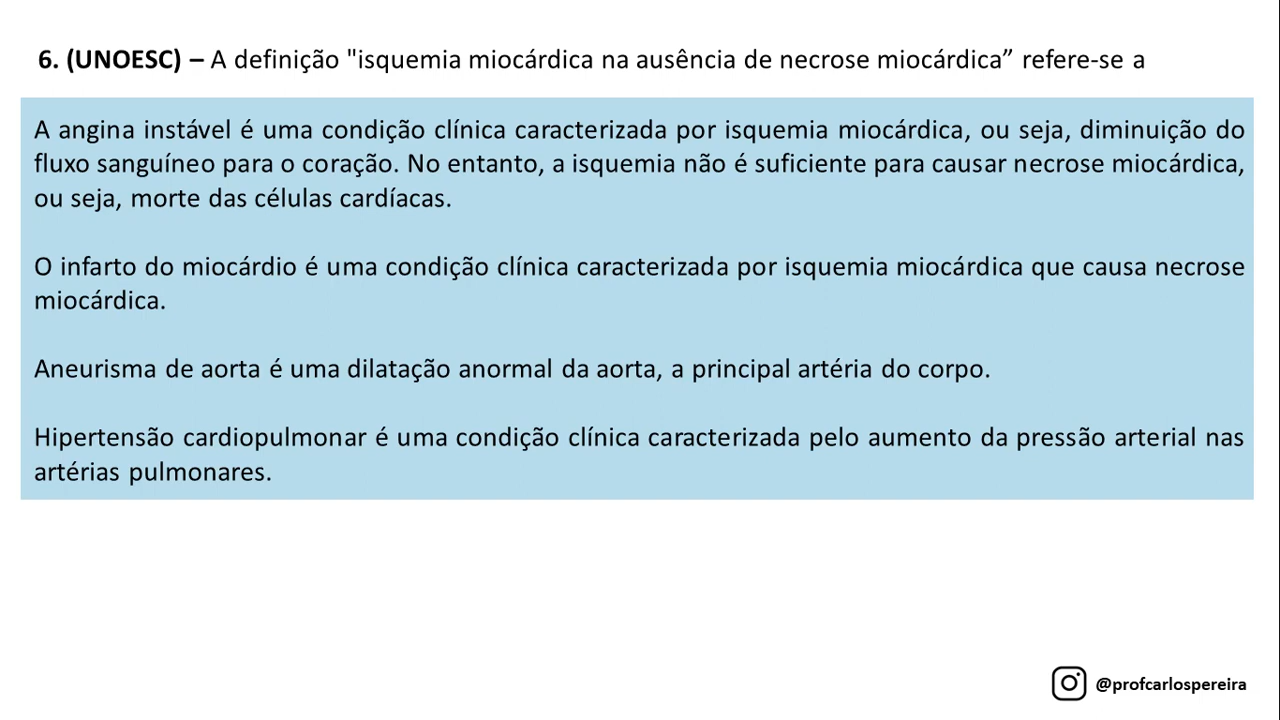 6. (UNOESC) – A definição "isquemia miocárdica na ausência de necrose miocárdica” refere-se a
A angina instável é uma condição clínica caracterizada por isquemia miocárdica, ou seja, diminuição do
fluxo sanguíneo para o coração. No entanto, a isquemia não é suficiente para causar necrose miocárdica,
ou seja, morte das células cardíacas.
O infarto do miocárdio é uma condição clínica caracterizada por isquemia miocárdica que causa necrose
miocárdica.
Aneurisma de aorta é uma dilatação anormal da aorta, a principal artéria do corpo.
Hipertensão cardiopulmonar é uma condição clínica caracterizada pelo aumento da pressão arterial nas
artérias pulmonares.
@profcarlospereira